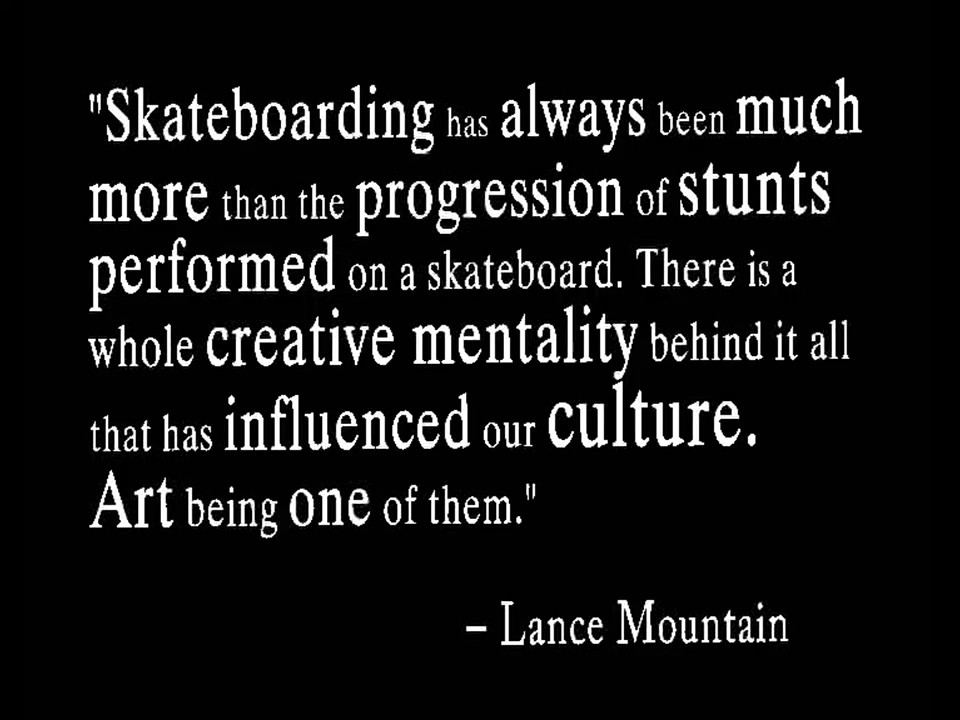 "Skateboarding has always been much
more than the progression of stunts
performed on a skateboard. There is a
whole creative mentality behind it all
that has influenced our culture.
Art being one of them."
– Lance Mountain